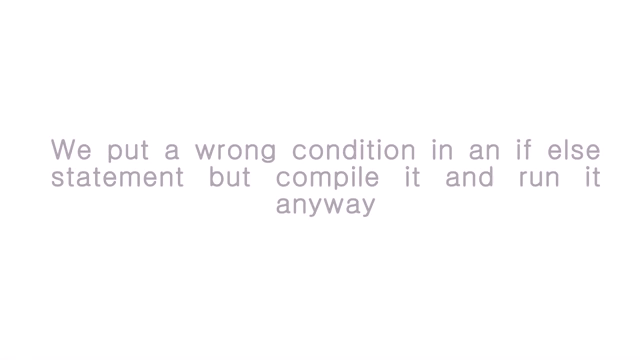 We put a wrong condition in an if else
statement but compile it and run it
anyway